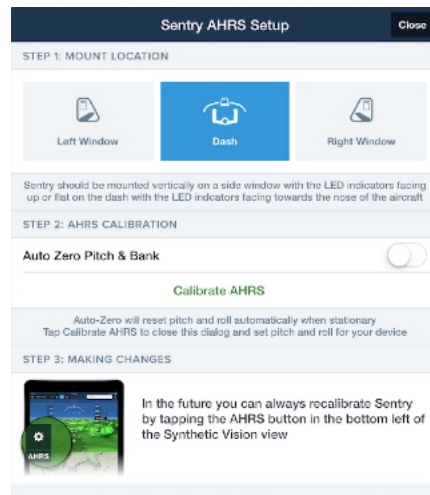 Sentry AHRS Setup
Close
STEP 1: MOUNT LOCATION
Left Window
Dash
Right Window
Sentry should be mounted vertically on a side window with the LED indicators facing
up or flat on the dash with the LED indcators facing towards the nose of the aircraft
STEP 2: AHRS CALIBRATION
Auto Zero Pitch & Bank
Calibrate AHRS
Auto-Zero will reset pitch and roll automatically when stationary
Tap Calibrate AHRS to close this dialog and set pitch and roll for your device
STEP 3: MAKING CHANGES
In the future you can always recalibrate Sentry
by tapping the AHRS button in the bottom left of
the Synthetic Vision view
AHRS